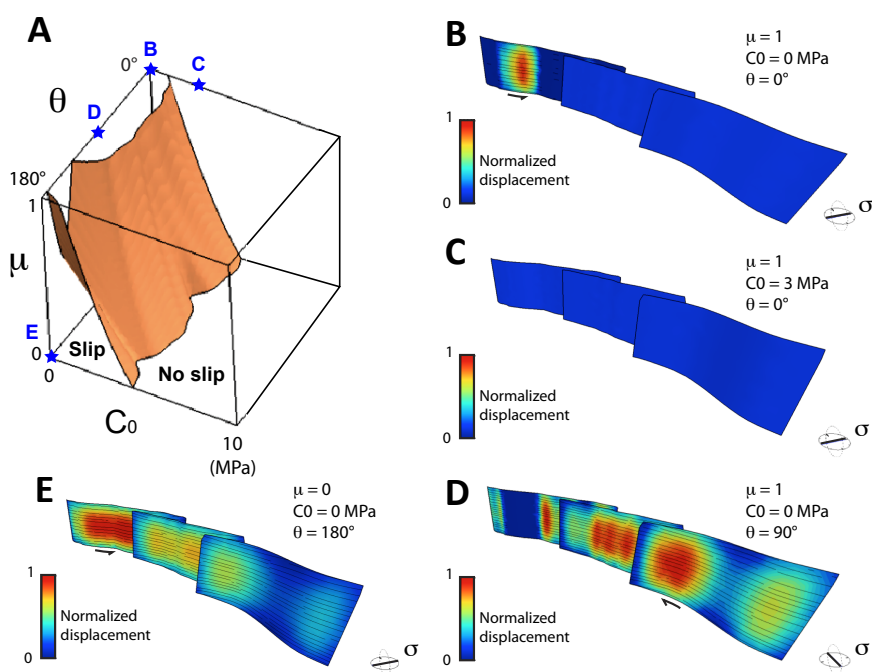 A
B
C
0°
θ
D
180°
1
μ
E
0
0
Slip
No slip
C0
10
(MPa)
B
μ = 1
C0 = 0 MPa
θ = 0°
1
Normalized
displacement
0
σ
C
μ = 1
C0 = 3 MPa
θ = 0°
1
Normalized
displacement
0
σ
E
μ = 0
C0 = 0 MPa
θ = 180°
1
Normalized
displacement
0
σ
D
μ = 1
C0 = 0 MPa
θ = 90°
1
Normalized
displacement
0
σ